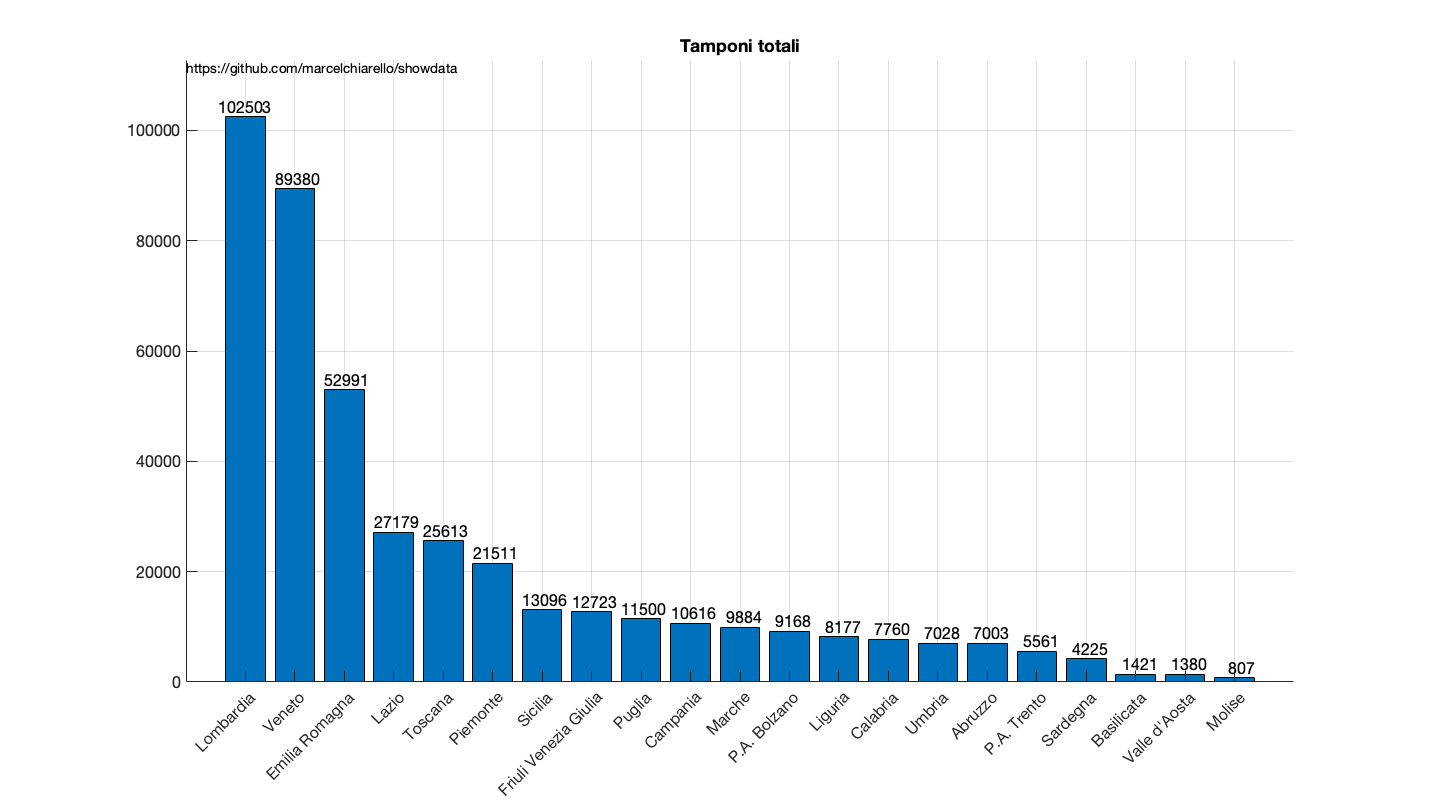 Tamponi totali
https://github.com/marcelchiarello/showdata
102503
100000
89380
80000
60000
52991
40000
27179
25613
21511
20000
13096
12723
11500
10616
9884
9168
8177
7760
7028
7003
5561
4225
1421
1380
807
0
Lombardia
Veneto
Emilia Romagna
Lazio
Toscana
Piemonte
Sicilia
Friuli Venezia Giulia
Puglia
Campania
Marche
P.A. Bolzano
Liguria
Calabria
Umbria
Abruzzo
P.A. Trento
Sardegna
Basilicata
Valle d'Aosta
Molise